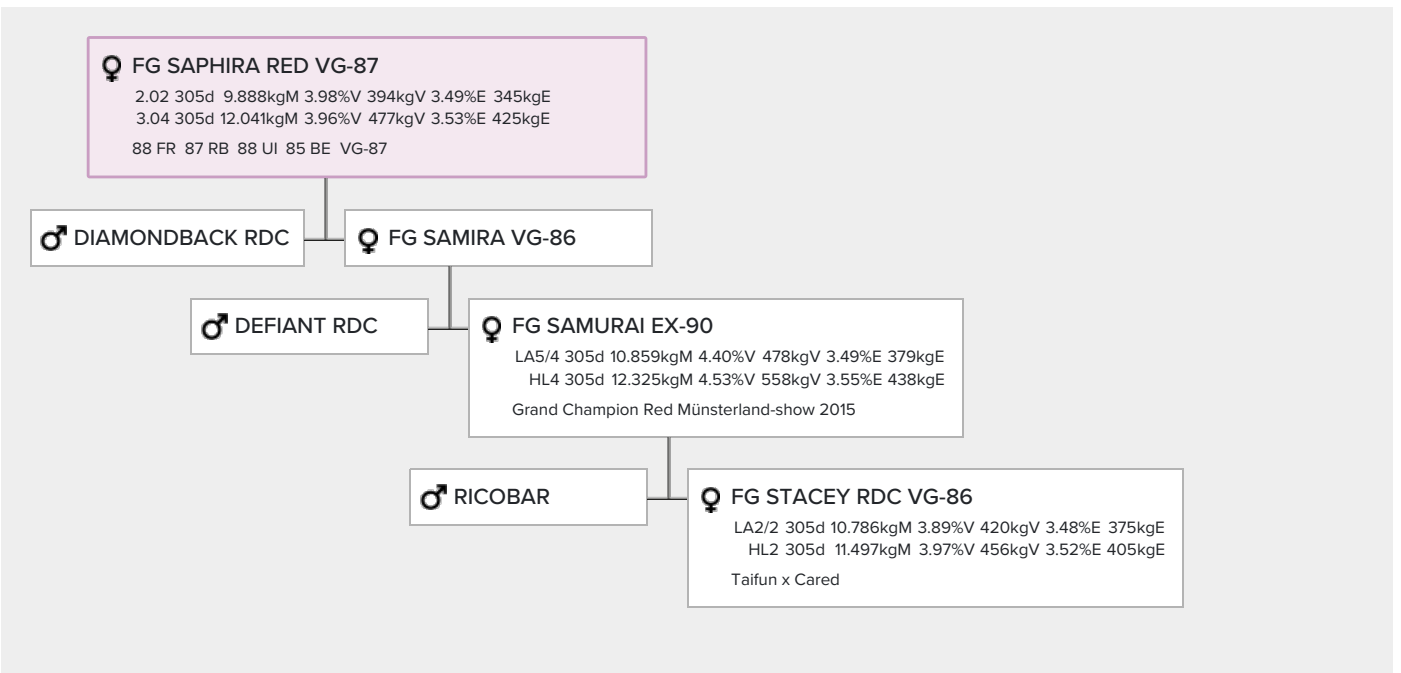 FG SAPHIRA RED VG-87
2.02 305d 9.888kgM 3.98%V 394kgV 3.49%E 345kgE
3.04 305d 12.041kgM 3.96%V 477kgV 3.53%E 425kgE
88 FR 87 RB 88 UI 85 BE VG-87
DIAMONDBACK RDC
FG SAMIRA VG-86
DEFIANT RDC
FG SAMURAI EX-90
LA5/4 305d 10.859kgM 4.40%V 478kgV 3.49%E 379kgE
HL4 305d 12.325kgM 4.53%V 558kgV 3.55%E 438kgE
Grand Champion Red Münsterland-show 2015
RICOBAR
FG STACEY RDC VG-86
LA2/2 305d 10.786kgM 3.89%V 420kgV 3.48%E 375kgE
HL2 305d 11.497kgM 3.97%V 456kgV 3.52%E 405kgE
Taifun x Cared